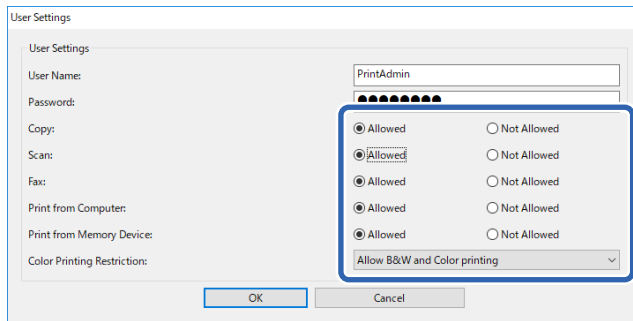 User Settings
User Settings
User Name: PrintAdmin
Password: ●●●●●●●●
Copy: Allowed Not Allowed
Scan: Allowed Not Allowed
Fax: Allowed Not Allowed
Print from Computer: Allowed Not Allowed
Print from Memory Device: Allowed Not Allowed
Color Printing Restriction: Allow B&W and Color printing
OK Cancel